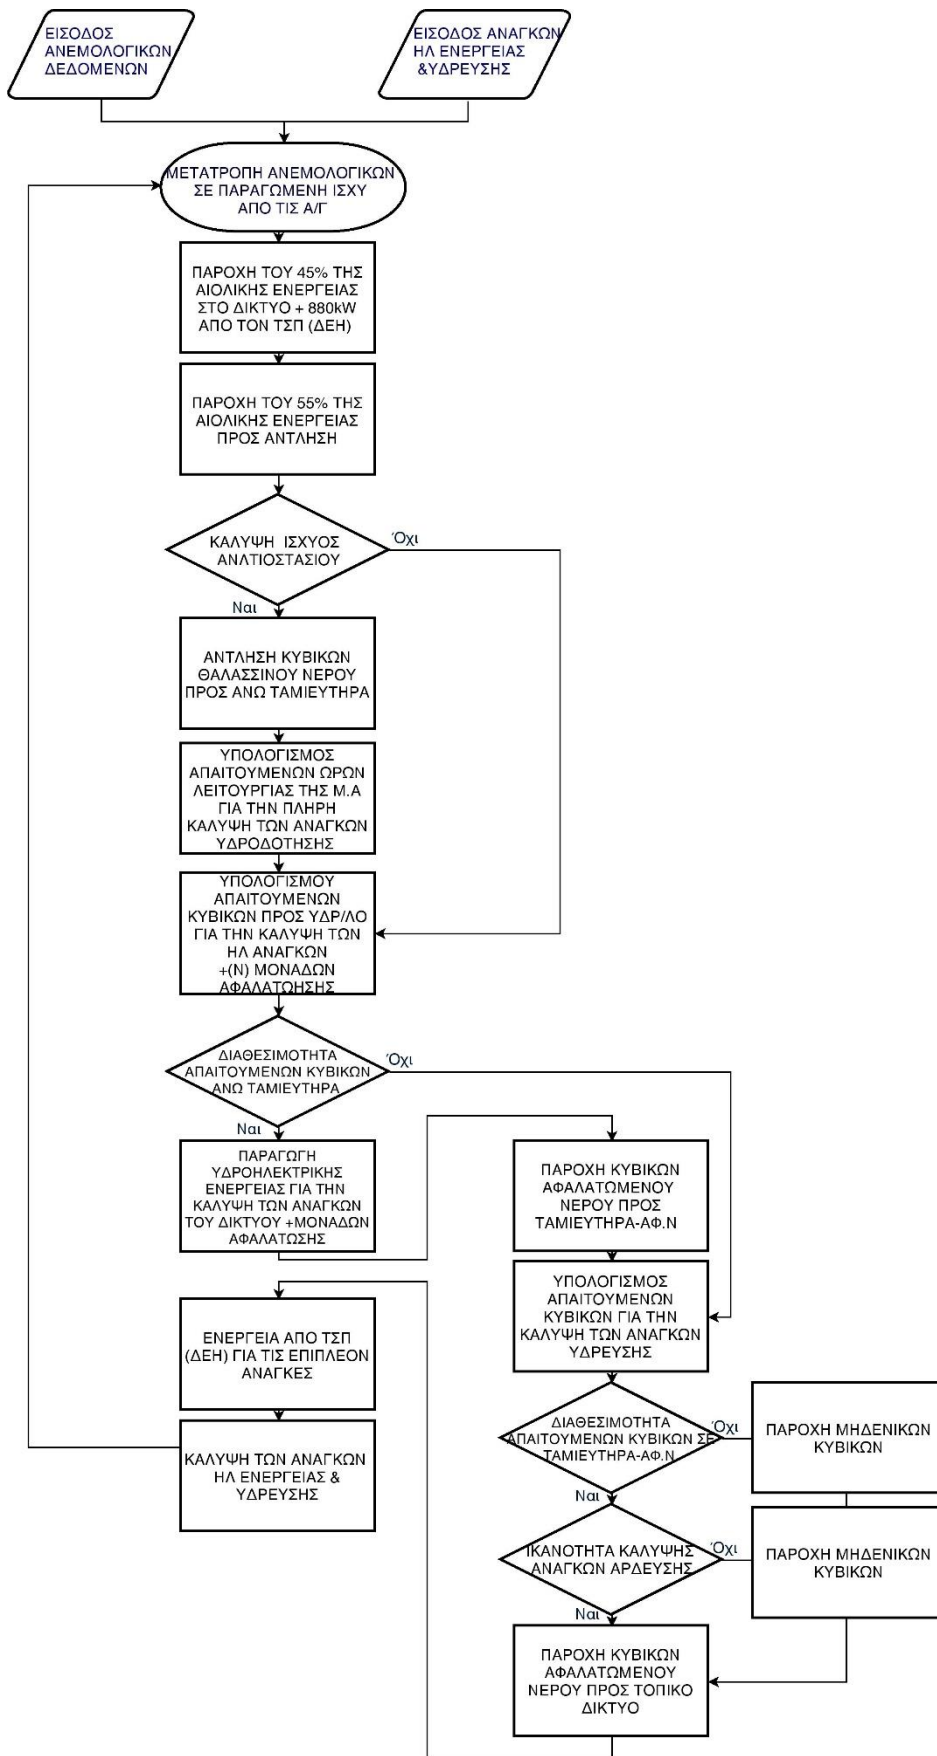 ΕΙΣΟΔΟΣ
ΑΝΕΜΟΛΟΓΙΚΩΝ
ΔΕΔΟΜΕΝΩΝ
ΕΙΣΟΔΟΣ ΑΝΑΓΚΩΝ
ΗΛ ΕΝΕΡΓΕΙΑΣ
&ΥΔΡΕΥΣΗΣ
ΜΕΤΑΤΡΟΠΗ ΑΝΕΜΟΛΟΓΙΚΩΝ
ΣΕ ΠΑΡΑΓΩΜΕΝΗ ΙΣΧΥ
ΑΠΟ ΤΙΣ Α/Γ
ΠΑΡΟΧΗ ΤΟΥ 45% ΤΗΣ
ΑΙΟΛΙΚΗΣ ΕΝΕΡΓΕΙΑΣ
ΣΤΟ ΔΙΚΤΥΟ + 880kW
ΑΠΟ ΤΟΝ ΤΣΠ (ΔΕΗ)
ΠΑΡΟΧΗ ΤΟΥ 55% ΤΗΣ
ΑΙΟΛΙΚΗΣ ΕΝΕΡΓΕΙΑΣ
ΠΡΟΣ ΑΝΤΛΗΣΗ
ΚΑΛΥΨΗ ΙΣΧΥΟΣ
ΑΝΛΤΙΟΣΤΑΣΙΟΥ
Όχι
Ναι
ΑΝΤΛΗΣΗ ΚΥΒΙΚΩΝ
ΘΑΛΑΣΣΙΝΟΥ ΝΕΡΟΥ
ΠΡΟΣ ΑΝΩ ΤΑΜΙΕΥΤΗΡΑ
ΥΠΟΛΟΓΙΣΜΟΣ
ΑΠΑΙΤΟΥΜΕΝΩΝ ΩΡΩΝ
ΛΕΙΤΟΥΡΓΙΑΣ ΤΗΣ Μ.Α
ΓΙΑ ΤΗΝ ΠΛΗΡΗ
ΚΑΛΥΨΗ ΤΩΝ ΑΝΑΓΚΩΝ
ΥΔΡΟΔΟΤΗΣΗΣ
ΥΠΟΛΟΓΙΣΜΟΥ
ΑΠΑΙΤΟΥΜΕΝΩΝ
ΚΥΒΙΚΩΝ ΠΡΟΣ ΥΔΡ/ΛΟ
ΓΙΑ ΤΗΝ ΚΑΛΥΨΗ ΤΩΝ
ΗΛ ΑΝΑΓΚΩΝ
+(Ν) ΜΟΝΑΔΩΝ
ΑΦΑΛΑΤΩΗΣΗΣ
ΔΙΑΘΕΣΙΜΟΤΗΤΑ
ΑΠΑΙΤΟΥΜΕΝΩΝ ΚΥΒΙΚΩΝ
ΑΝΩ ΤΑΜΙΕΥΤΗΡΑ
Όχι
Ναι
ΠΑΡΑΓΩΓΗ
ΥΔΡΟΗΛΕΚΤΡΙΚΗΣ
ΕΝΕΡΓΕΙΑΣ ΓΙΑ ΤΗΝ
ΚΑΛΥΨΗ ΤΩΝ ΑΝΑΓΚΩΝ
ΤΟΥ ΔΙΚΤΥΟΥ +ΜΟΝΑΔΩΝ
ΑΦΑΛΑΤΩΣΗΣ
ΠΑΡΟΧΗ ΚΥΒΙΚΩΝ
ΑΦΑΛΑΤΩΜΕΝΟΥ
ΝΕΡΟΥ ΠΡΟΣ
ΤΑΜΙΕΥΤΗΡΑ-ΑΦ.Ν
ΥΠΟΛΟΓΙΣΜΟΣ
ΑΠΑΙΤΟΥΜΕΝΩΝ
ΚΥΒΙΚΩΝ ΓΙΑ ΤΗΝ
ΚΑΛΥΨΗ ΤΩΝ ΑΝΑΓΚΩΝ
ΥΔΡΕΥΣΗΣ
ΕΝΕΡΓΕΙΑ ΑΠΟ ΤΣΠ
(ΔΕΗ) ΓΙΑ ΤΙΣ ΕΠΙΠΛΕΟΝ
ΑΝΑΓΚΕΣ
ΚΑΛΥΨΗ ΤΩΝ ΑΝΑΓΚΩΝ
ΗΛ ΕΝΕΡΓΕΙΑΣ &
ΥΔΡΕΥΣΗΣ
ΔΙΑΘΕΣΙΜΟΤΗΤΑ
ΑΠΑΙΤΟΥΜΕΝΩΝ ΚΥΒΙΚΩΝ ΣΕ
ΤΑΜΙΕΥΤΗΡΑ-ΑΦ.Ν
Όχι
Ναι
ΠΑΡΟΧΗ ΜΗΔΕΝΙΚΩΝ
ΚΥΒΙΚΩΝ
ΙΚΑΝΟΤΗΤΑ ΚΑΛΥΨΗΣ
ΑΝΑΓΚΩΝ ΑΡΔΕΥΣΗΣ
Όχι
Ναι
ΠΑΡΟΧΗ ΜΗΔΕΝΙΚΩΝ
ΚΥΒΙΚΩΝ
ΠΑΡΟΧΗ ΚΥΒΙΚΩΝ
ΑΦΑΛΑΤΩΜΕΝΟΥ
ΝΕΡΟΥ ΠΡΟΣ ΤΟΠΙΚΟ
ΔΙΚΤΥΟ